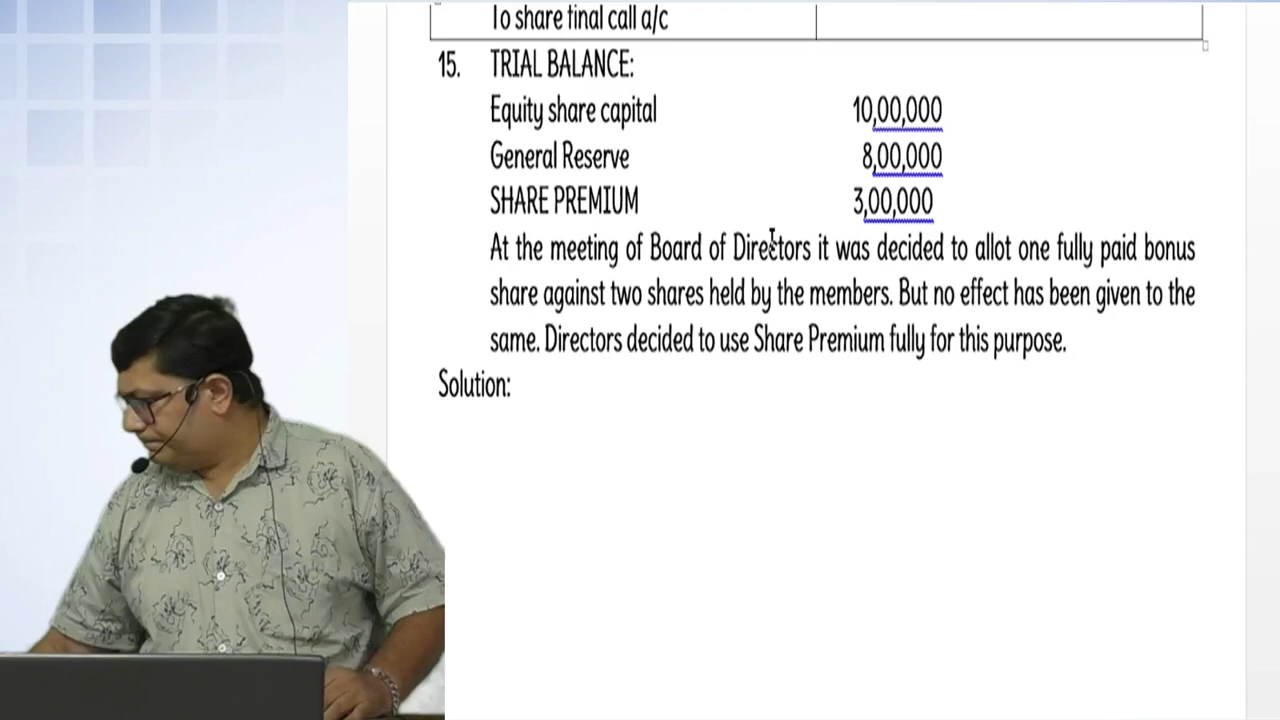 To share final call a/c
15. TRIAL BALANCE:
Equity share capital 10,00,000
General Reserve 8,00,000
SHARE PREMIUM 3,00,000
At the meeting of Board of Directors it was decided to allot one fully paid bonus
share against two shares held by the members. But no effect has been given to the
same. Directors decided to use Share Premium fully for this purpose.
Solution: